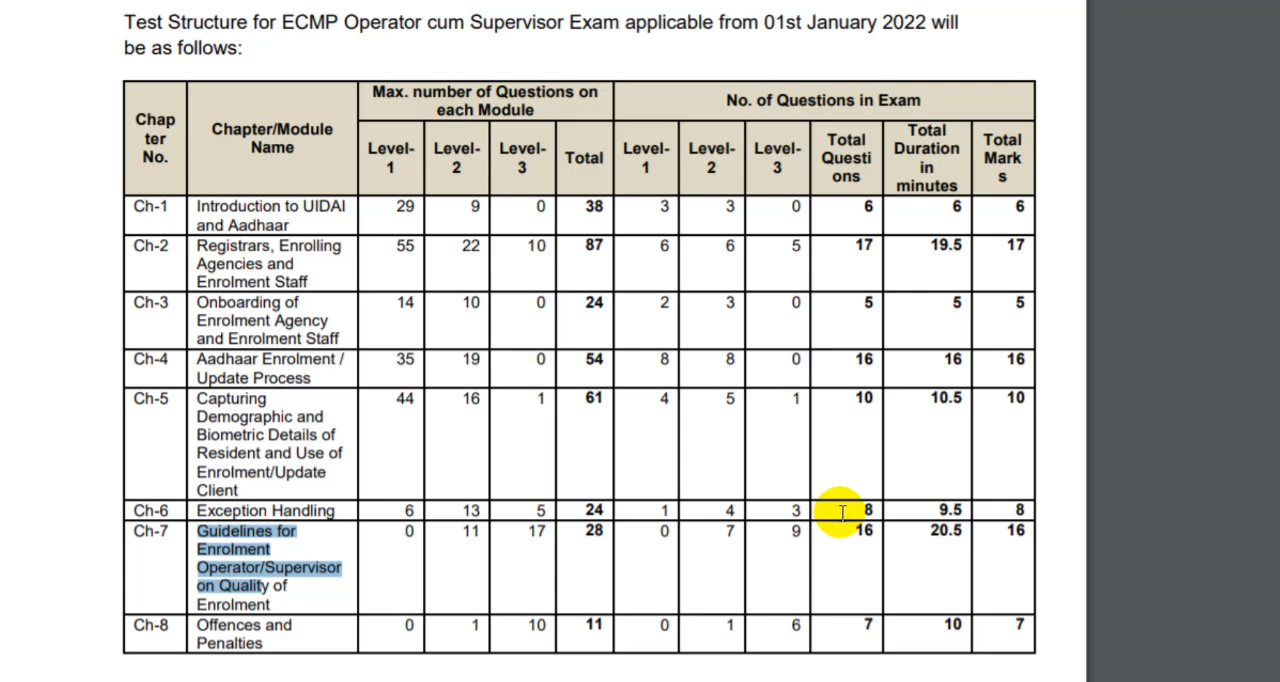 Test Structure for ECMP Operator cum Supervisor Exam applicable from 01st January 2022 will
be as follows:
Chap
ter
No.
Chapter/Module
Name
Max. number of Questions on
each Module
No. of Questions in Exam
Level-
1
Level-
2
Level-
3
Total
Level-
1
Level-
2
Level-
3
Total
Questi
ons
Total
Duration
in
minutes
Total
Mark
s
Ch-1 Introduction to UIDAI 29 9 0 38 3 3 0 6 6 6
and Aadhaar
Ch-2 Registrars, Enrolling 55 22 10 87 6 6 5 17 19.5 17
Agencies and
Enrolment Staff
Ch-3 Onboarding of 14 10 0 24 2 3 0 5 5 5
Enrolment Agency
and Enrolment Staff
Ch-4 Aadhaar Enrolment / 35 19 0 54 8 8 0 16 16 16
Update Process
Ch-5 Capturing 44 16 1 61 4 5 1 10 10.5 10
Demographic and
Biometric Details of
Resident and Use of
Enrolment/Update
Client
Ch-6 Exception Handling 6 13 5 24 1 4 3 8 9.5 8
Ch-7 Guidelines for 0 11 17 28 0 7 9 16 20.5 16
Enrolment
Operator/Supervisor
on Quality of
Enrolment
Ch-8 Offences and 0 1 10 11 0 1 6 7 10 7
Penalties